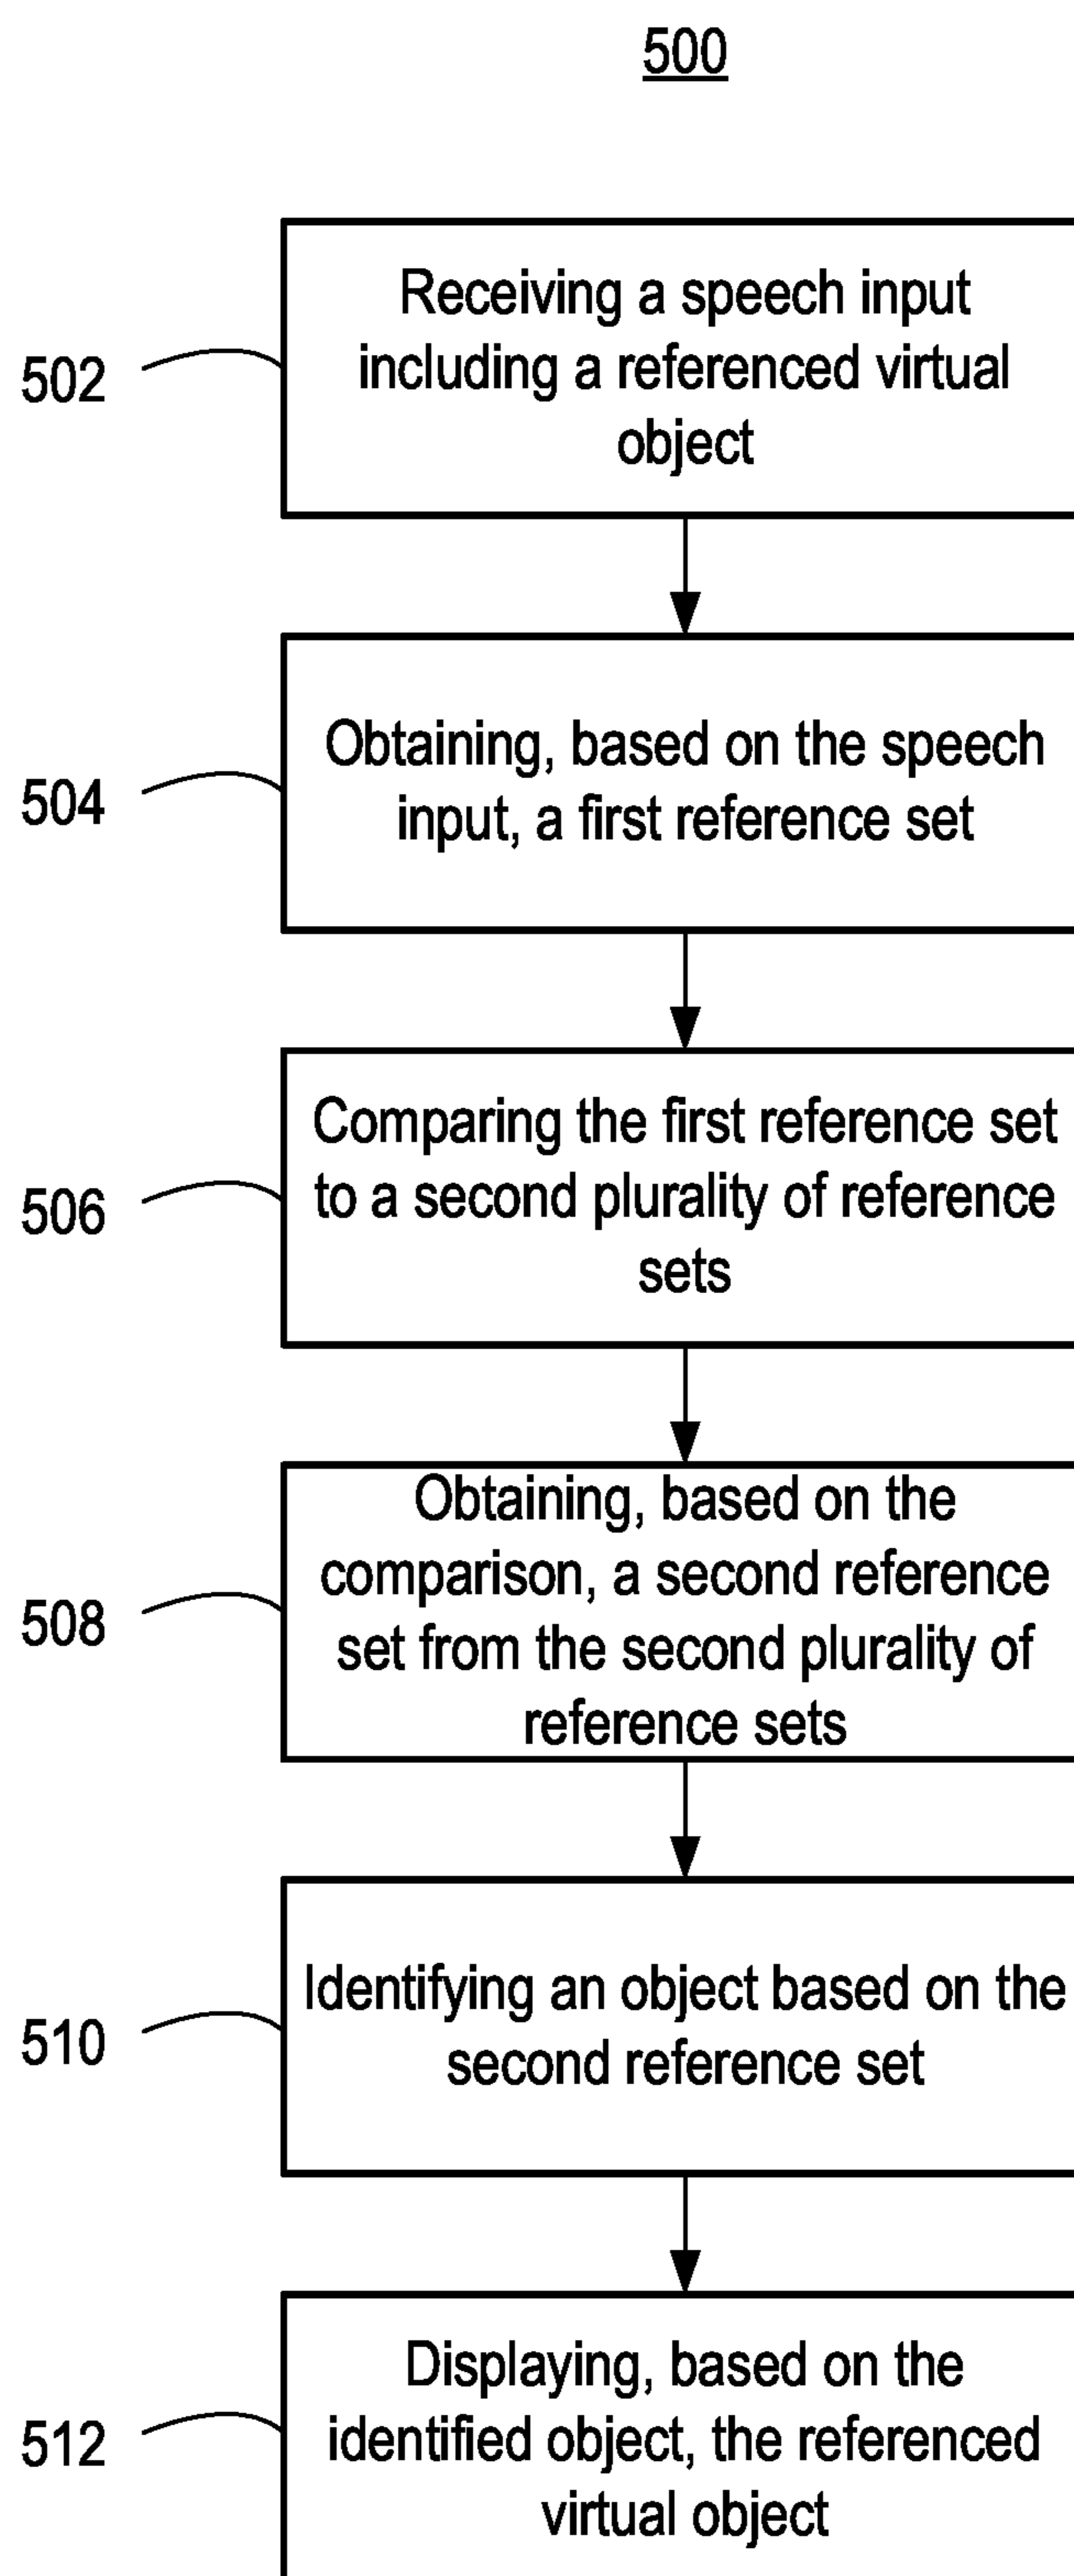 500
502
Receiving a speech input
including a referenced virtual
object
504
Obtaining, based on the speech
input, a first reference set
506
Comparing the first reference set
to a second plurality of reference
sets
508
Obtaining, based on the
comparison, a second reference
set from the second plurality of
reference sets
510
Identifying an object based on the
second reference set
512
Displaying, based on the
identified object, the referenced
virtual object